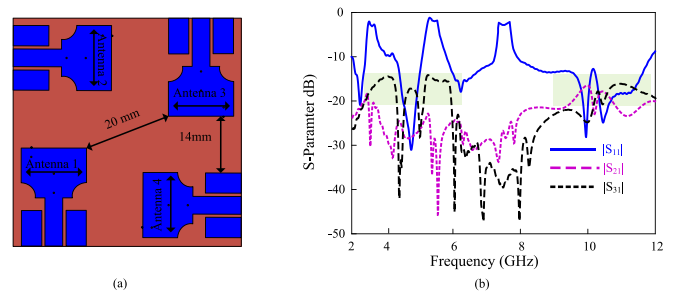 Antenna 2
Antenna 3
20 mm
14mm
Antenna 1
Antenna 4
(a)
S-Paramter dB)
0
-10
-20
-30
-40
-50
|S11|
|S21|
|S31|
2
4
6
8
10
12
Frequency (GHz)
(b)